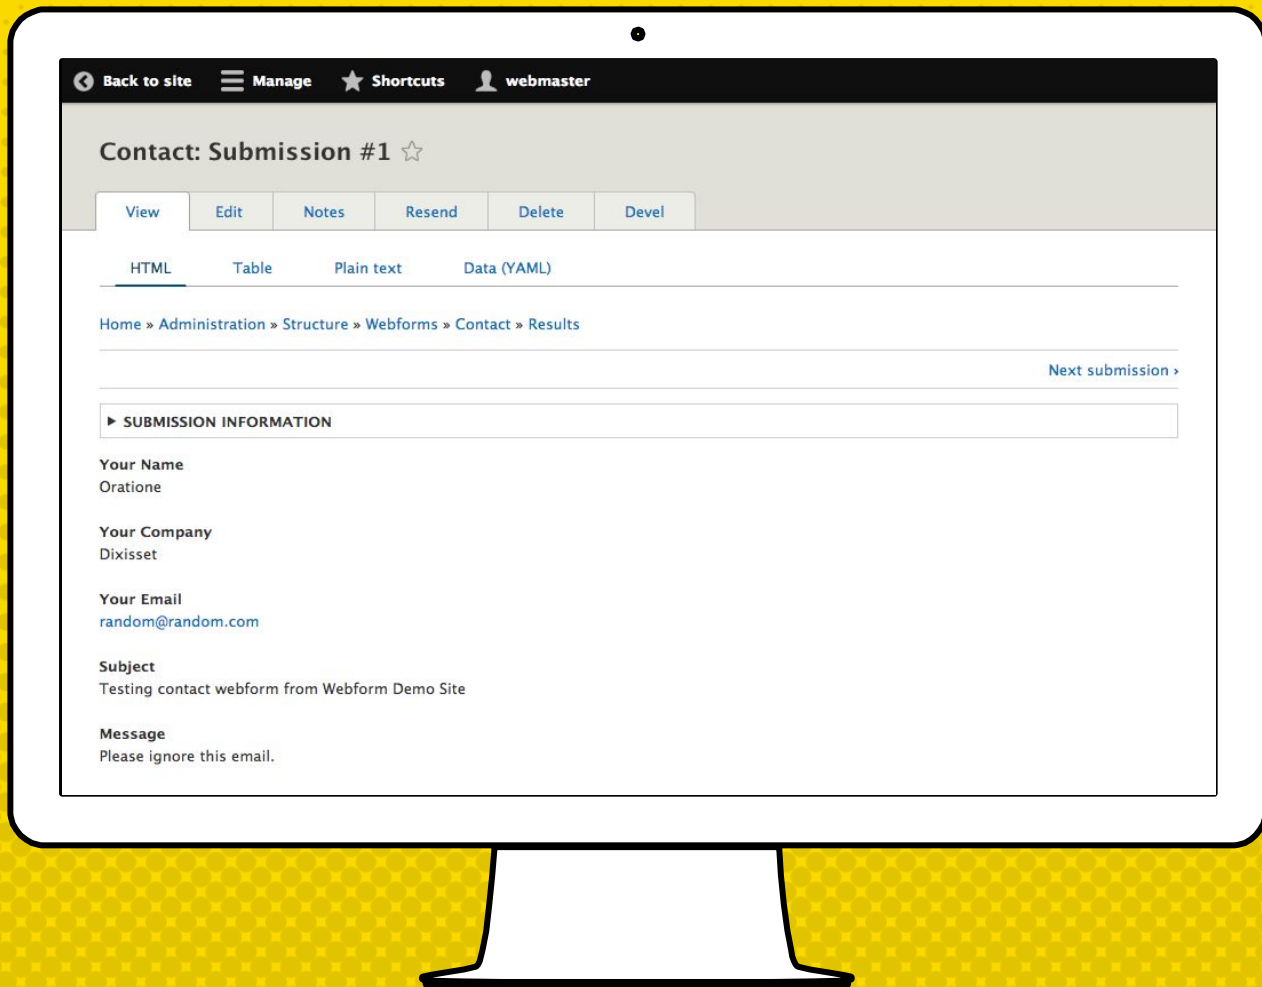 Back to site Manage Shortcuts webmaster
Contact: Submission #1
View Edit Notes Resend Delete Devel
HTML Table Plain text Data (YAML)
Home » Administration » Structure » Webforms » Contact » Results
Next submission ›
SUBMISSION INFORMATION
Your Name
Oratione
Your Company
Dixisset
Your Email
random@random.com
Subject
Testing contact webform from Webform Demo Site
Message
Please ignore this email.